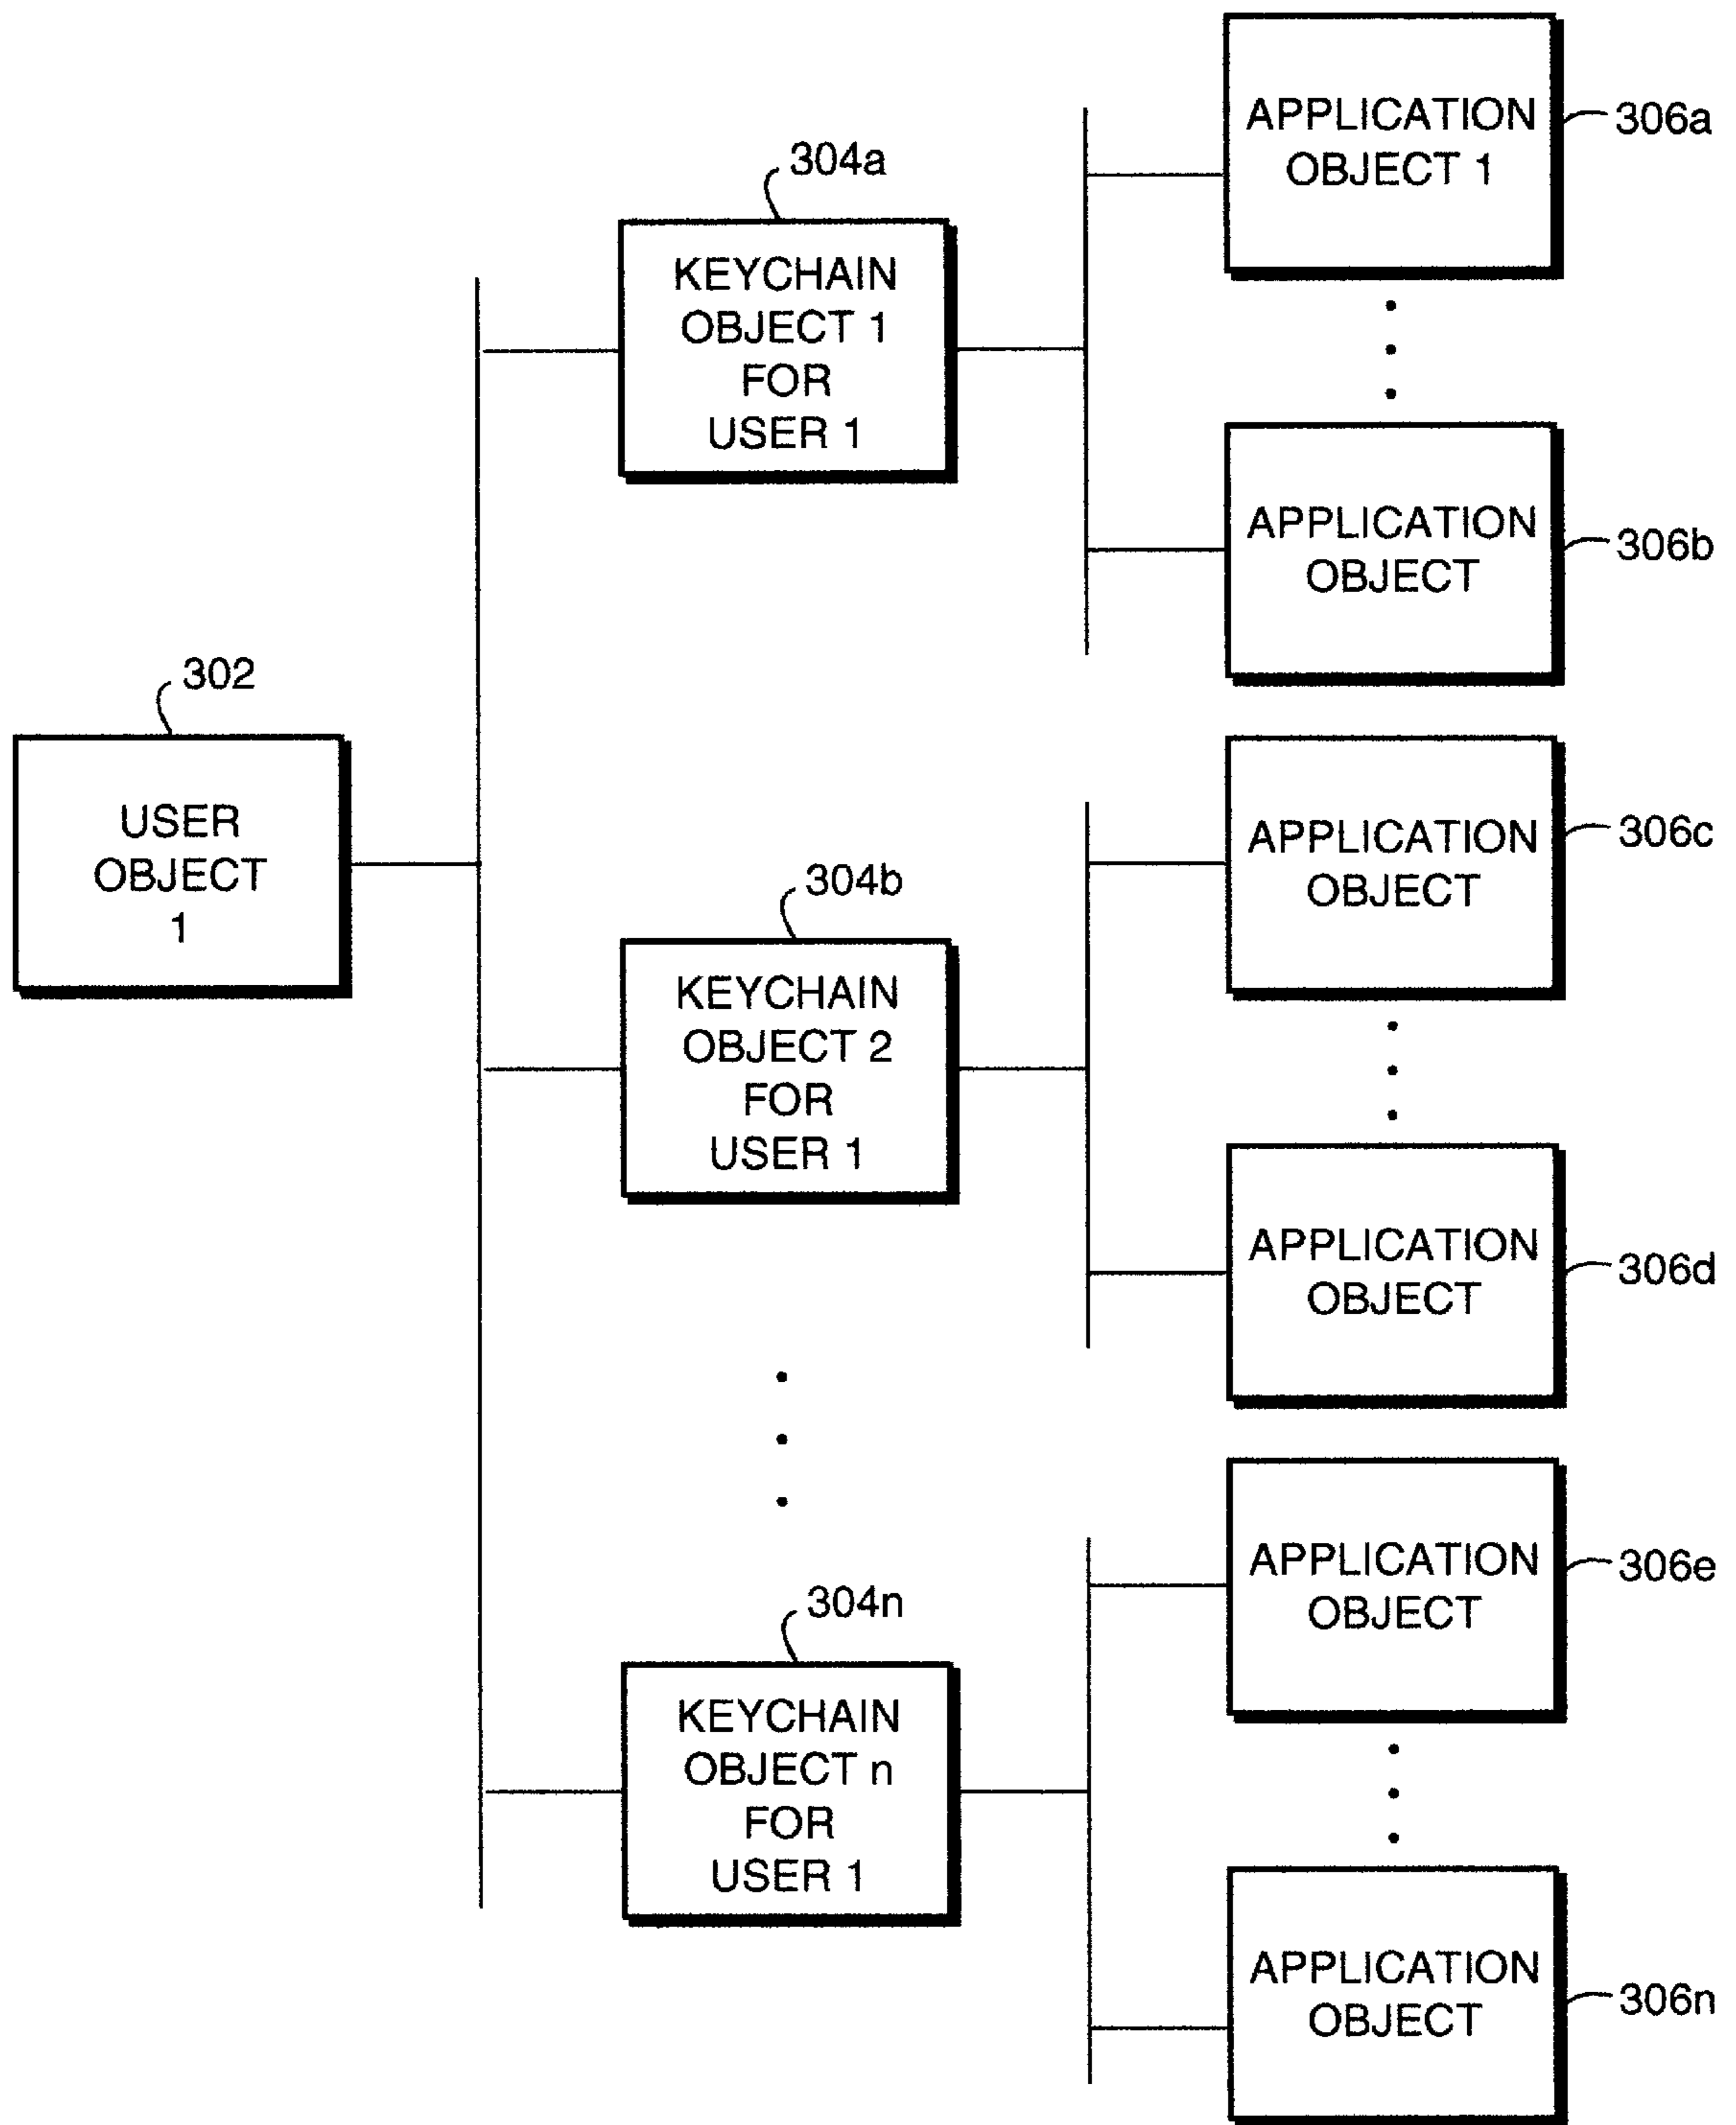 306a
APPLICATION
OBJECT 1
304a
KEYCHAIN
OBJECT 1
FOR
USER 1
306b
APPLICATION
OBJECT
302
USER
OBJECT
1
306c
APPLICATION
OBJECT
304b
KEYCHAIN
OBJECT 2
FOR
USER 1
306d
APPLICATION
OBJECT
306e
APPLICATION
OBJECT
304n
KEYCHAIN
OBJECT n
FOR
USER 1
306n
APPLICATION
OBJECT